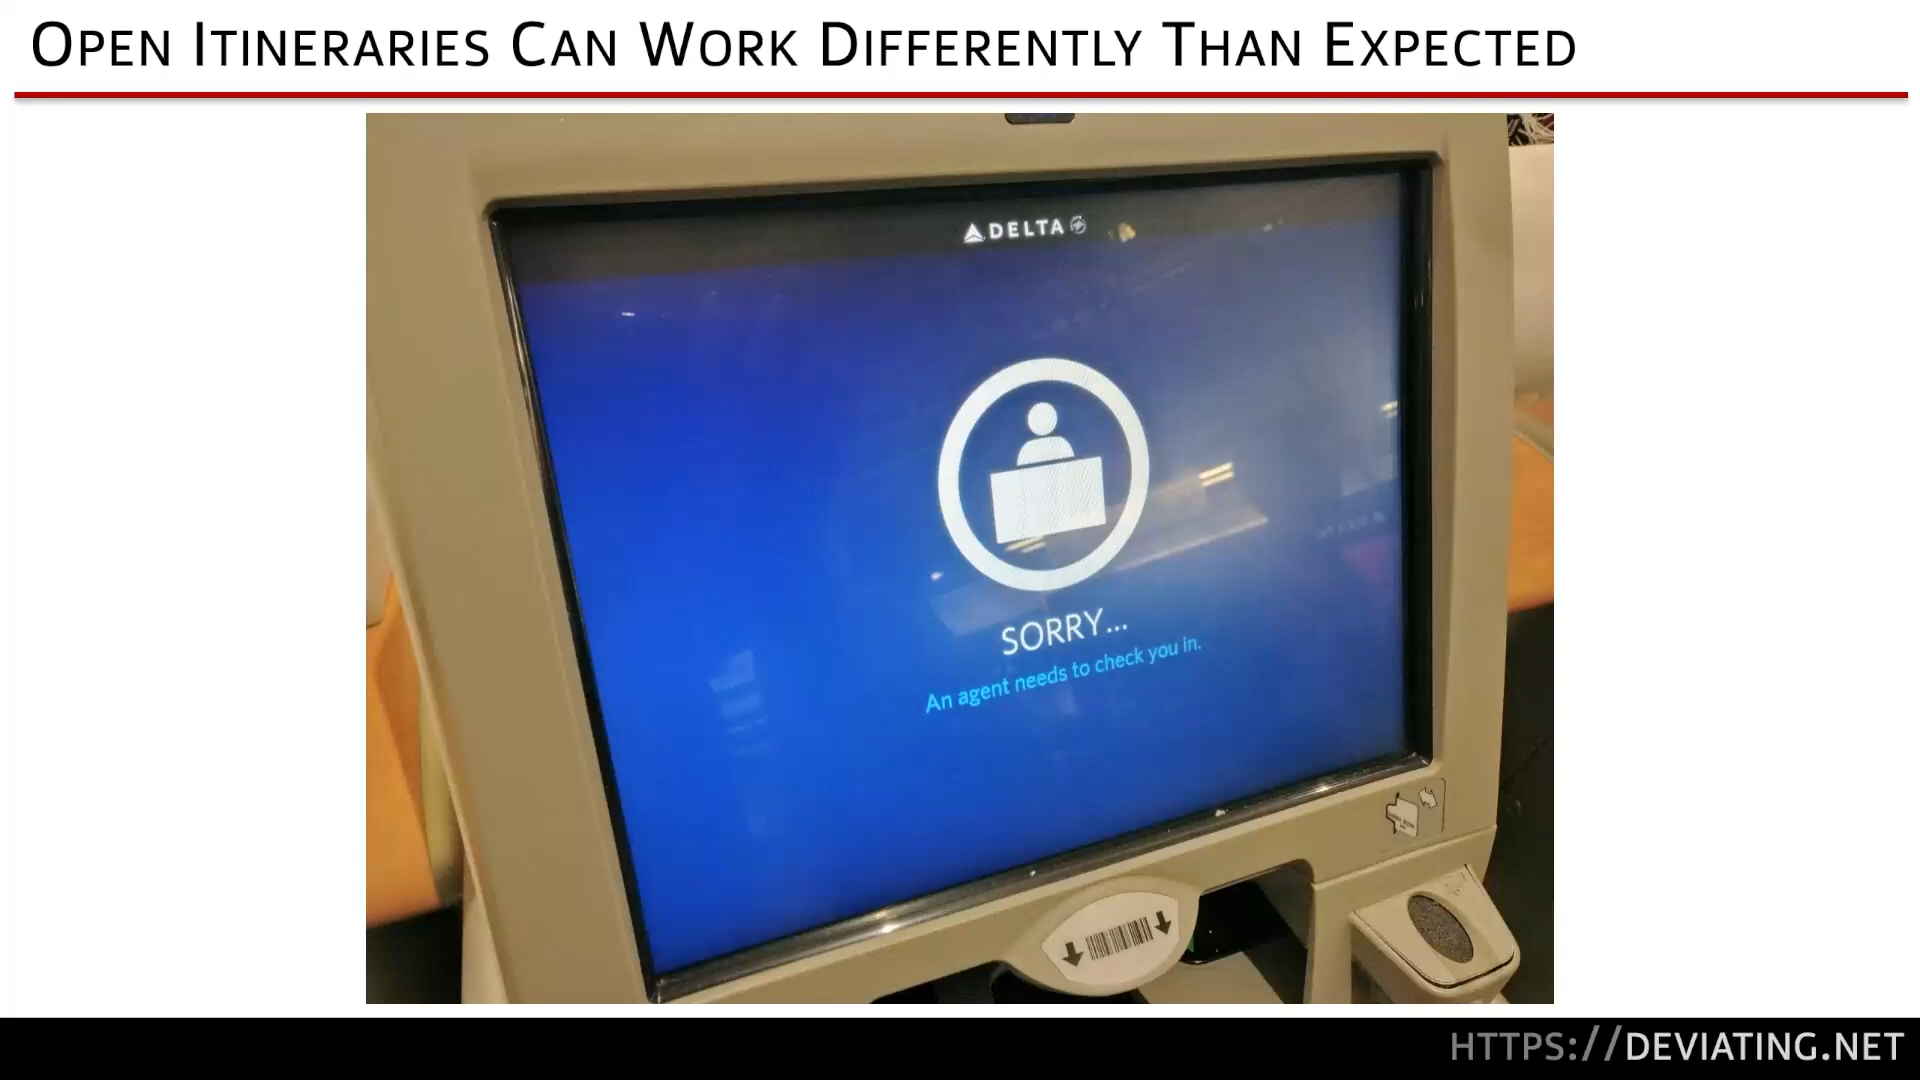 OPEN ITINERARIES CAN WORK DIFFERENTLY THAN EXPECTED
DELTA
SORRY...
An agent needs to check you in.
HTTPS://DEVIATING.NET